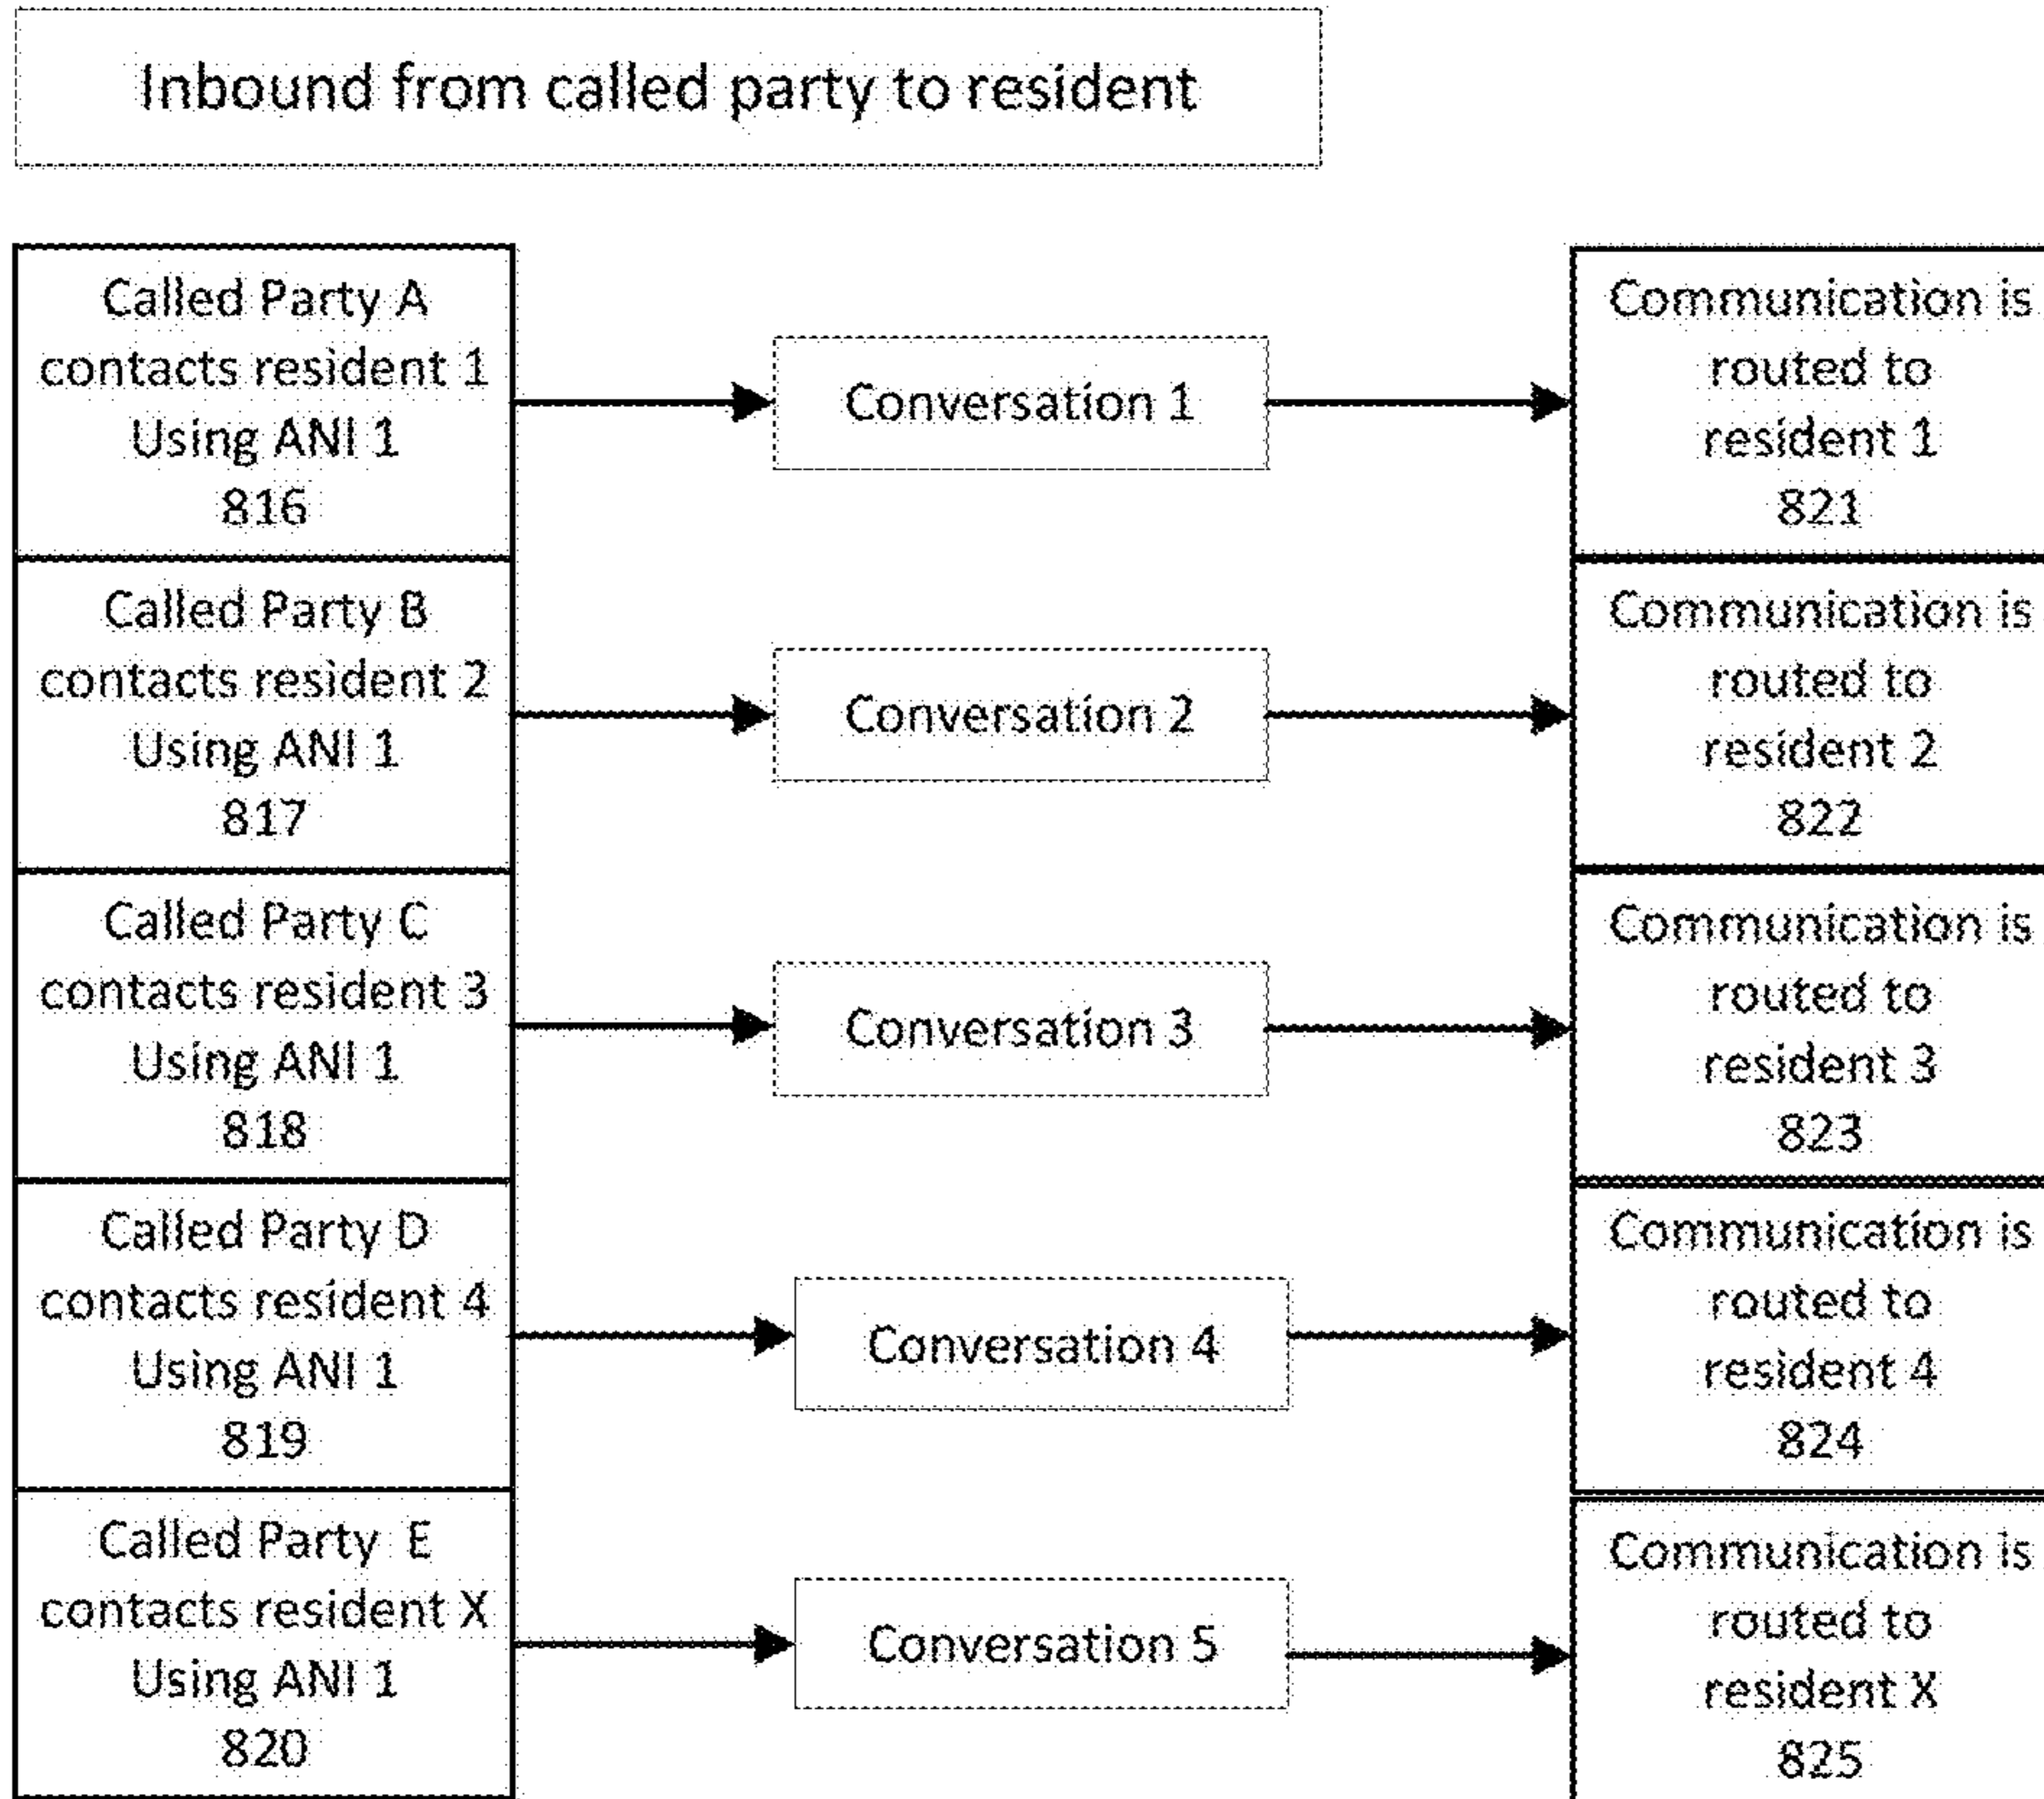 Inbound from called party to resident
Called Party A
contacts resident 1
Using ANI 1
816
Conversation 1
Communication is
routed to
resident 1
821
Called Party B
contacts resident 2
Using ANI 1
817
Conversation 2
Communication is
routed to
resident 2
822
Called Party C
contacts resident 3
Using ANI 1
818
Conversation 3
Communication is
routed to
resident 3
823
Called Party D
contacts resident 4
Using ANI 1
819
Conversation 4
Communication is
routed to
resident 4
824
Called Party E
contacts resident X
Using ANI 1
820
Conversation 5
Communication is
routed to
resident X
825